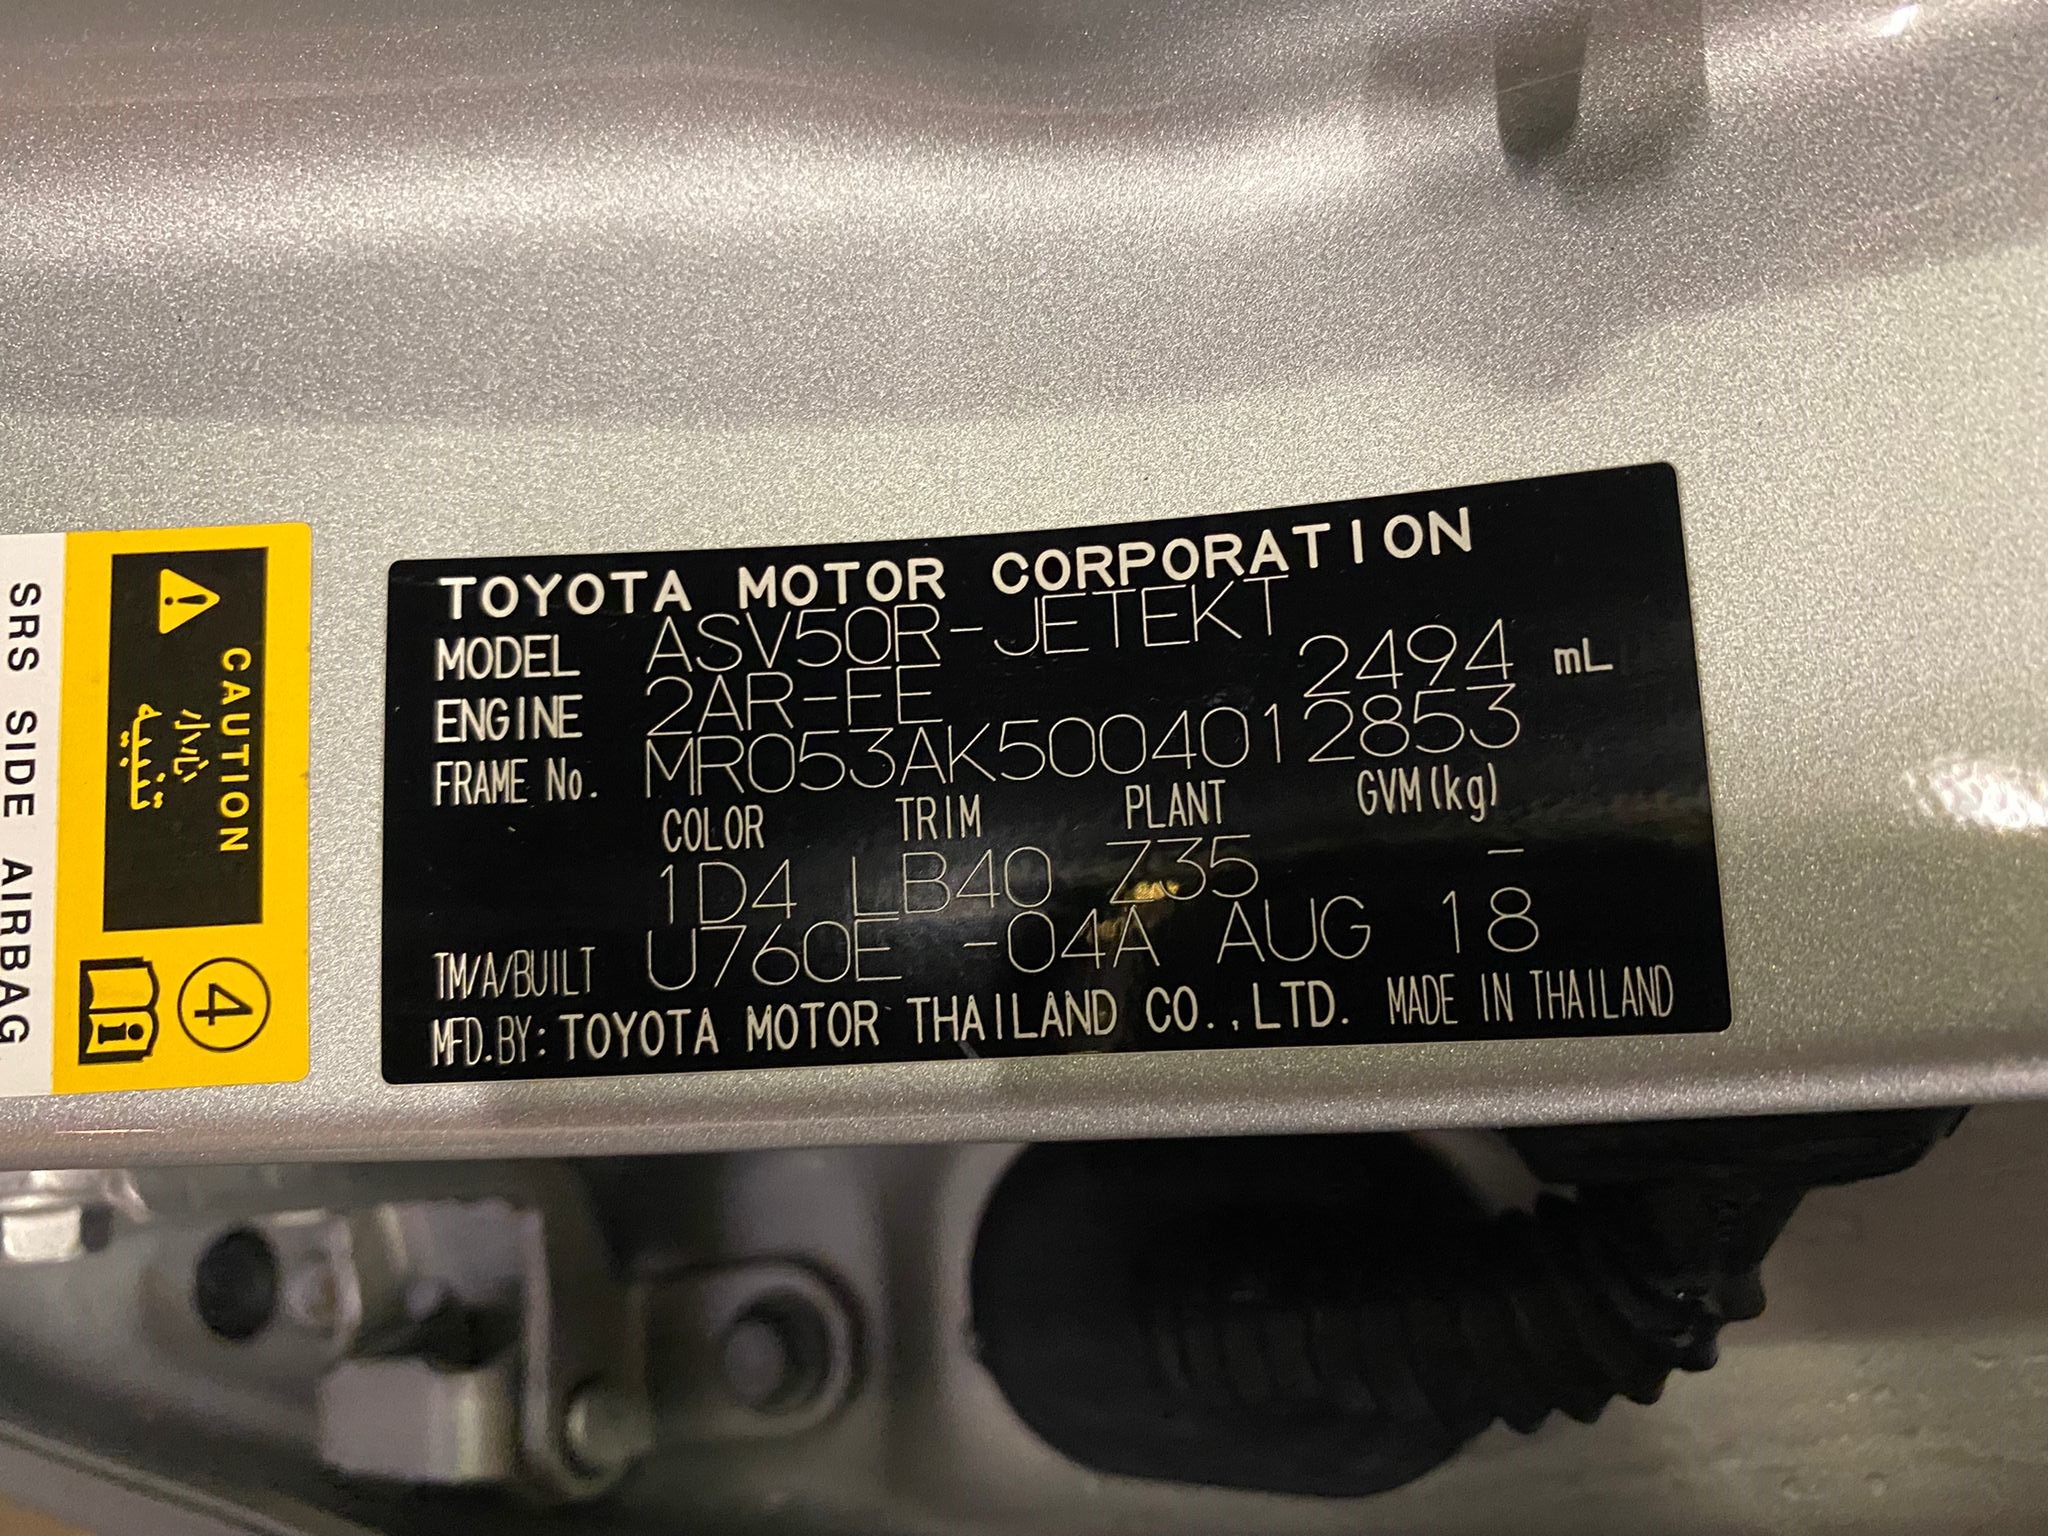 TOYOTA MOTOR CORPORATION
MODEL ASV50R-JETEKT
ENGINE 2AR-FE 2494 mL
FRAME No. MR053AK5004012853
COLOR TRIM PLANT GVM(kg)
1D4 LB40 Z35 -
TM/A/BUILT U760E -04A AUG 18
MFD.BY: TOYOTA MOTOR THAILAND CO.,LTD. MADE IN THAILAND
CAUTION
تنبيه
4
i
SRS SIDE AIRBAG